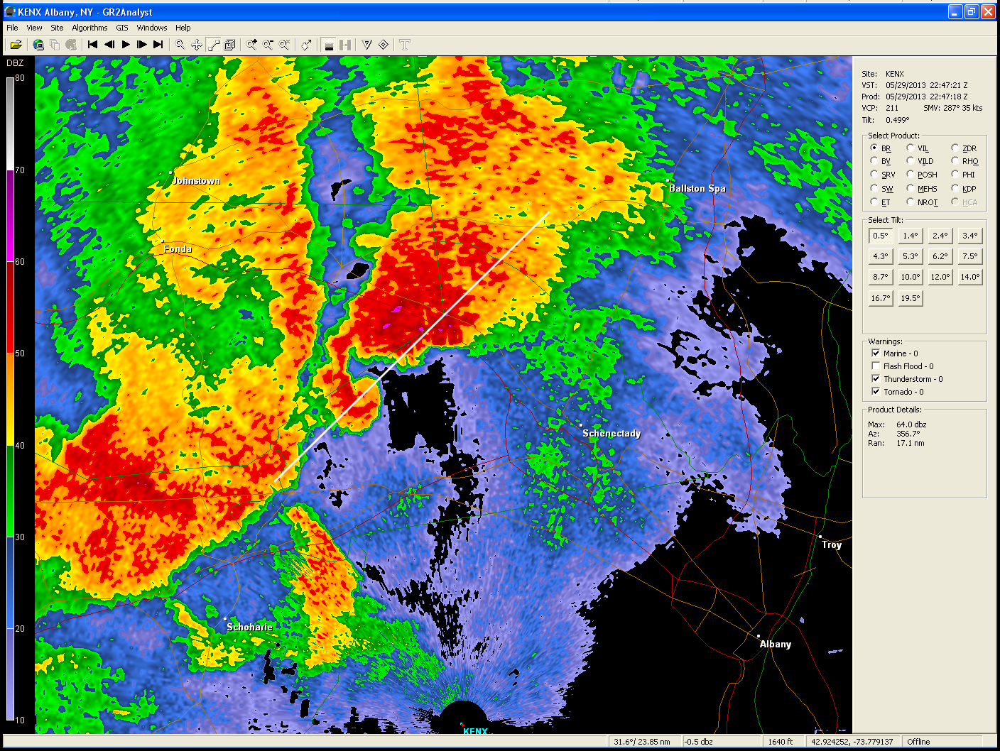 KENX Albany, NY - GR2Analyst
File View Site Algorithms GIS Windows Help
DBZ
80
70
60
50
40
30
20
10
Johnstown
Ballston Spa
Fonda
Schenectady
Troy
Schoharie
Albany
KENX
Site: KENX
VST: 05/29/2013 22:47:21 Z
Prod: 05/29/2013 22:47:18 Z
VCP: 211 SMV: 287° 35 kts
Tilt: 0.499°
Select Product:
BR VIL ZDR
BV VILD RHO
SRV POSH PHI
SW MEHS KDP
ET NROT HCA
Select Tilt:
0.5° 1.4° 2.4° 3.4°
4.3° 5.3° 6.2° 7.5°
8.7° 10.0° 12.0° 14.0°
16.7° 19.5°
Warnings:
Marine - 0
Flash Flood - 0
Thunderstorm - 0
Tornado - 0
Product Details:
Max: 64.0 dbz
Az: 356.7°
Ran: 17.1 nm
31.6°/ 23.85 nm -0.5 dbz 1640 ft 42.924252, -73.779137 Offline